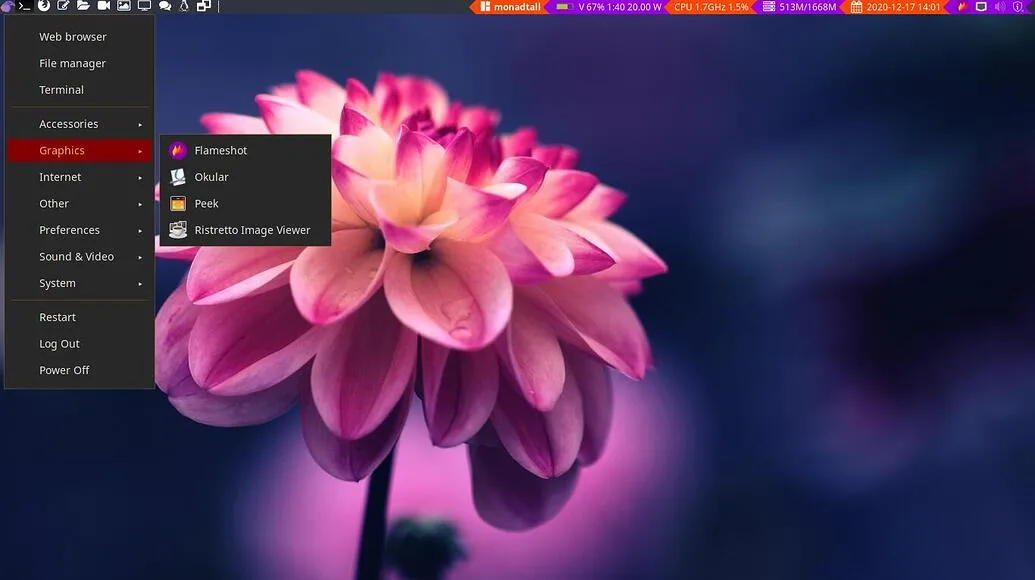 monadtall
V 67% 1:40 20.00 W
CPU 1.7GHz 1.5%
513M/1668M
2020-12-17 14:01
Web browser
File manager
Terminal
Accessories
Graphics
Internet
Other
Preferences
Sound & Video
System
Restart
Log Out
Power Off
Flameshot
Okular
Peek
Ristretto Image Viewer